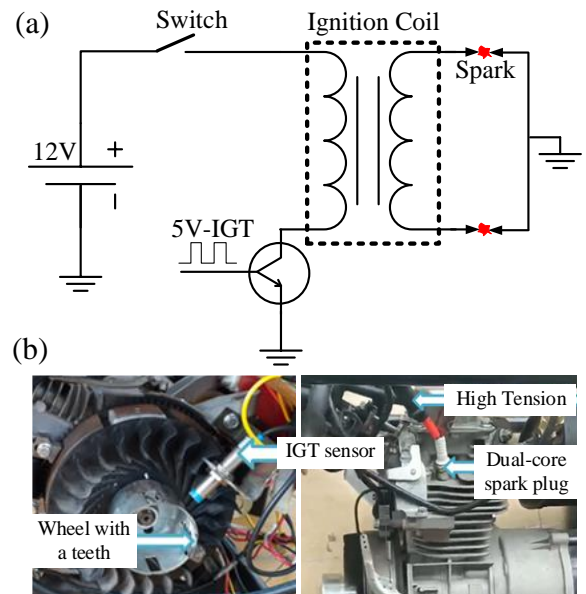 (a)
Switch
Ignition Coil
Spark
12V
5V-IGT
(b)
High Tension
IGT sensor
Dual-core
spark plug
Wheel with
a teeth